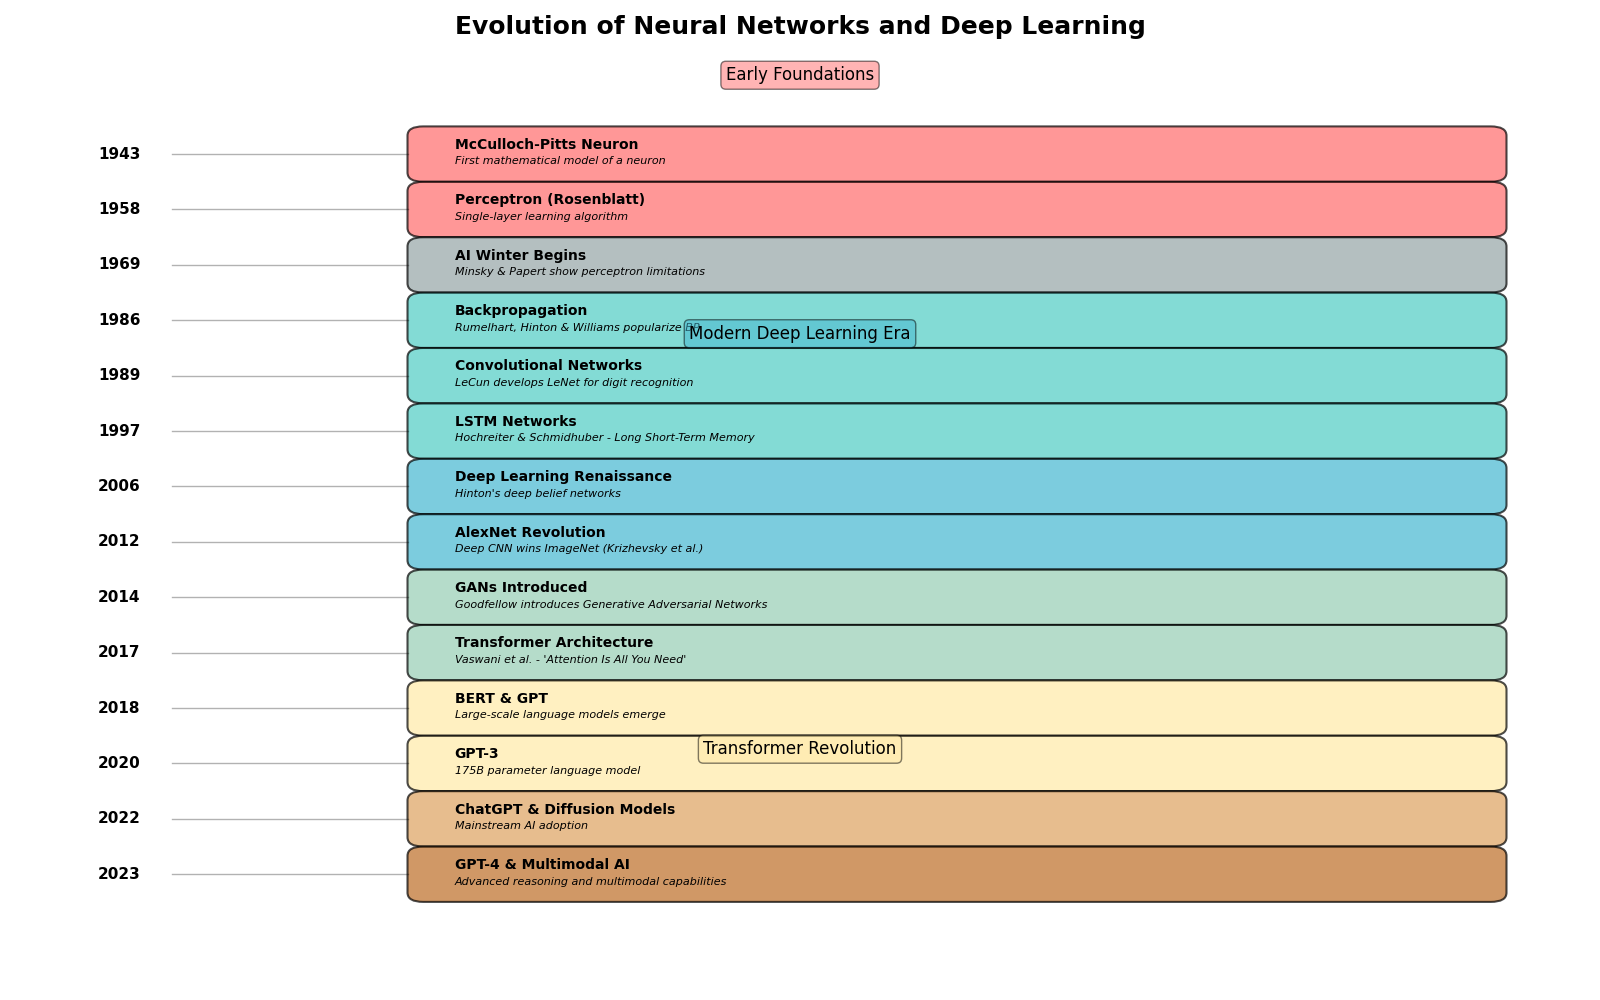 Evolution of Neural Networks and Deep Learning
Early Foundations
1943
McCulloch-Pitts Neuron
First mathematical model of a neuron
1958
Perceptron (Rosenblatt)
Single-layer learning algorithm
1969
AI Winter Begins
Minsky & Papert show perceptron limitations
1986
Backpropagation
Rumelhart, Hinton & Williams popularize BP
Modern Deep Learning Era
1989
Convolutional Networks
LeCun develops LeNet for digit recognition
1997
LSTM Networks
Hochreiter & Schmidhuber - Long Short-Term Memory
2006
Deep Learning Renaissance
Hinton's deep belief networks
2012
AlexNet Revolution
Deep CNN wins ImageNet (Krizhevsky et al.)
2014
GANs Introduced
Goodfellow introduces Generative Adversarial Networks
2017
Transformer Architecture
Vaswani et al. - 'Attention Is All You Need'
2018
BERT & GPT
Large-scale language models emerge
Transformer Revolution
2020
GPT-3
175B parameter language model
2022
ChatGPT & Diffusion Models
Mainstream AI adoption
2023
GPT-4 & Multimodal AI
Advanced reasoning and multimodal capabilities